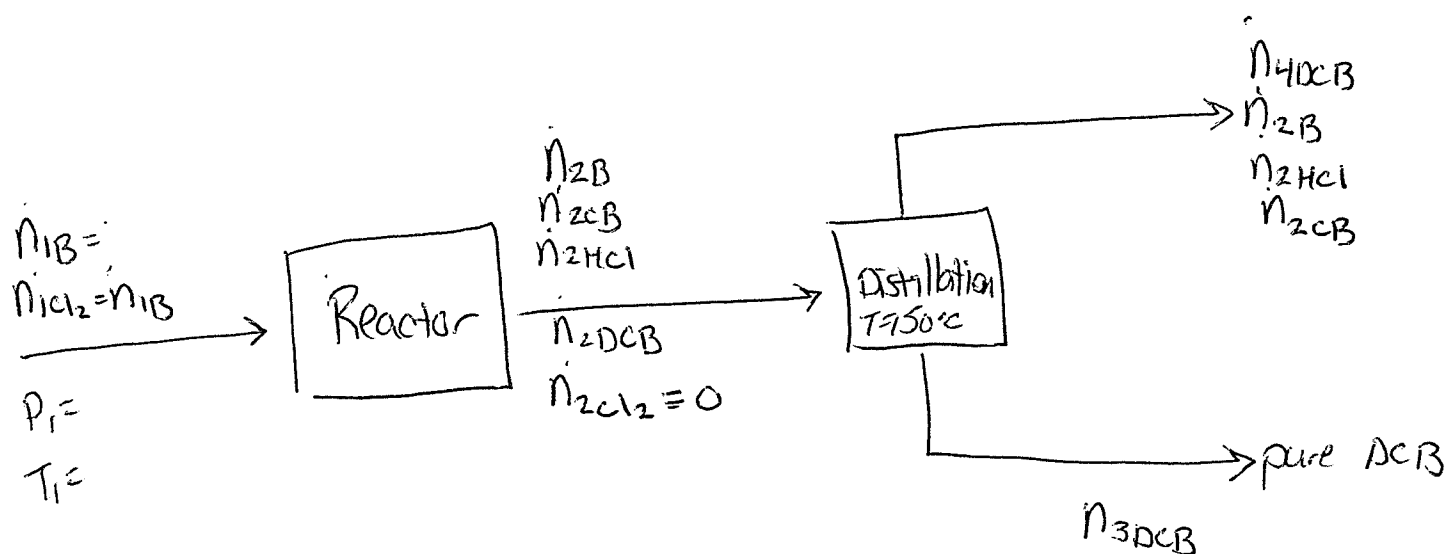 ṅ1B=
ṅ1Cl2=ṅ1B
P1=
T1=
Reactor
ṅ2B
ṅ2CB
ṅ2HCl
ṅ2DCB
ṅ2Cl2=0
Distillation
T=150°C
ṅ4DCB
ṅ2B
ṅ2HCl
ṅ2CB
pure DCB
n3DCB